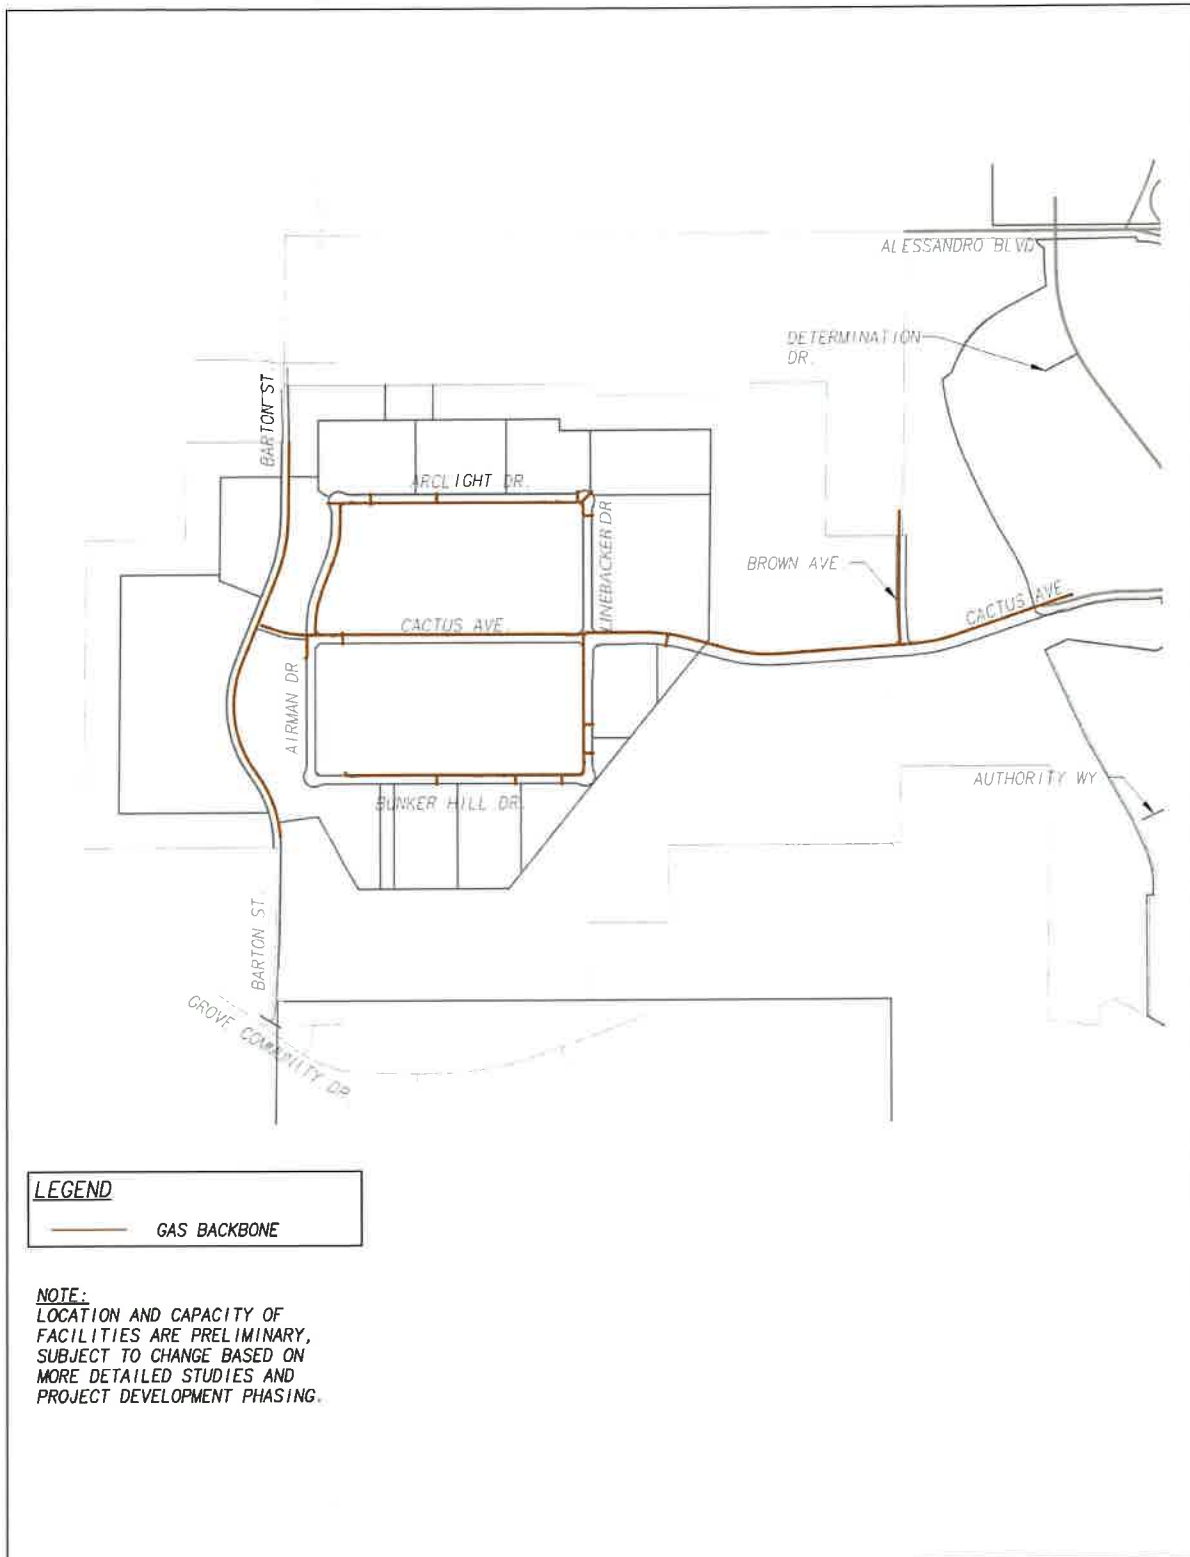 ALESSANDRO BLVD
DETERMINATION
DR.
BARTON ST.
ARCLIGHT DR.
LINEBACKER DR
BROWN AVE
CACTUS AVE.
CACTUS AVE.
AIRMAN DR
AUTHORITY WY
BUNKER HILL DR.
BARTON ST.
GROVE COMMUNITY DR
LEGEND
GAS BACKBONE
NOTE:
LOCATION AND CAPACITY OF
FACILITIES ARE PRELIMINARY,
SUBJECT TO CHANGE BASED ON
MORE DETAILED STUDIES AND
PROJECT DEVELOPMENT PHASING.